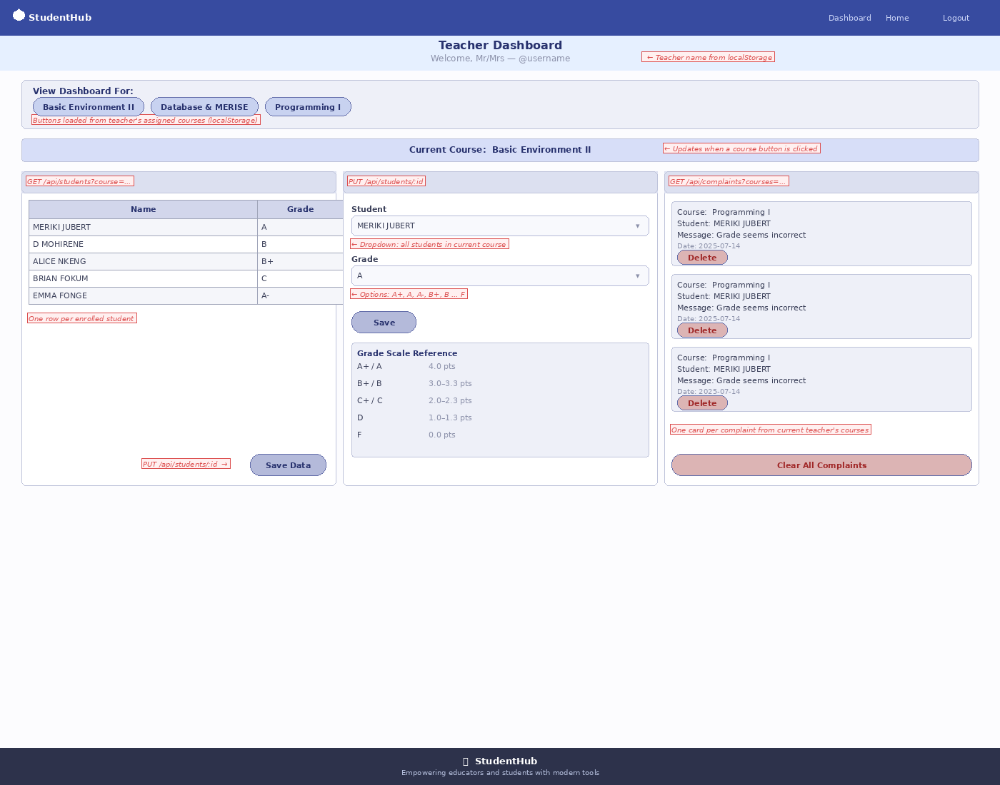 StudentHub
Dashboard Home Logout
Teacher Dashboard
Welcome, Mr/Mrs — @username
← Teacher name from localStorage
View Dashboard For:
Basic Environment II Database & MERISE Programming I
Buttons loaded from teacher's assigned courses (localStorage)
Current Course: Basic Environment II
← Updates when a course button is clicked
GET /api/students?course=...
Name Grade
MERIKI JUBERT A
D MOHIRENE B
ALICE NKENG B+
BRIAN FOKUM C
EMMA FONGE A-
One row per enrolled student
PUT /api/students/:id →
Save Data
PUT /api/students/:id
Student
MERIKI JUBERT ▾
← Dropdown: all students in current course
Grade
A ▾
← Options: A+, A, A-, B+, B ... F
Save
Grade Scale Reference
A+ / A 4.0 pts
B+ / B 3.0–3.3 pts
C+ / C 2.0–2.3 pts
D 1.0–1.3 pts
F 0.0 pts
GET /api/complaints?courses=...
Course: Programming I
Student: MERIKI JUBERT
Message: Grade seems incorrect
Date: 2025-07-14
Delete
Course: Programming I
Student: MERIKI JUBERT
Message: Grade seems incorrect
Date: 2025-07-14
Delete
Course: Programming I
Student: MERIKI JUBERT
Message: Grade seems incorrect
Date: 2025-07-14
Delete
One card per complaint from current teacher's courses
Clear All Complaints
StudentHub
Empowering educators and students with modern tools